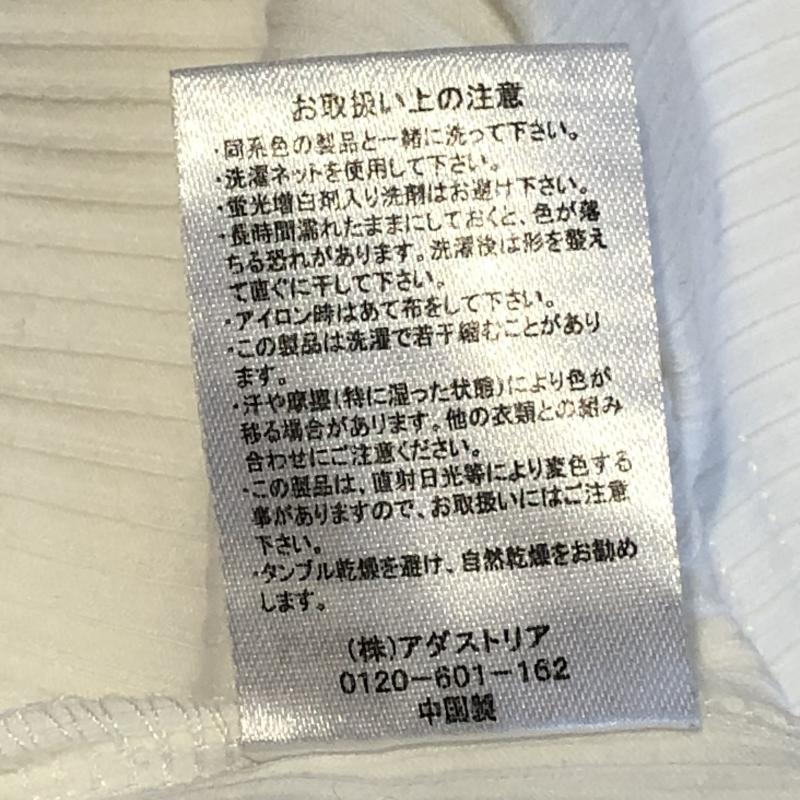 お取扱い上の注意
・同系色の製品と一緒に洗って下さい。
・洗濯ネットを使用して下さい。
・蛍光増白剤入り洗剤はお避け下さい。
・長時間濡れたままにしておくと、色が落
ちる恐れがあります。洗濯後は形を整え
て直ぐに干して下さい。
・アイロン時はあて布をして下さい。
・この製品は洗濯で若干縮むことがあり
ます。
・汗や摩擦(特に湿った状態)により色が
移る場合があります。他の衣類との組み
合わせにご注意ください。
・この製品は、直射日光等により変色する
事がありますので、お取扱いにはご注意
下さい。
・タンブル乾燥を避け、自然乾燥をお勧め
します。
(株)アダストリア
0120-601-162
中国製